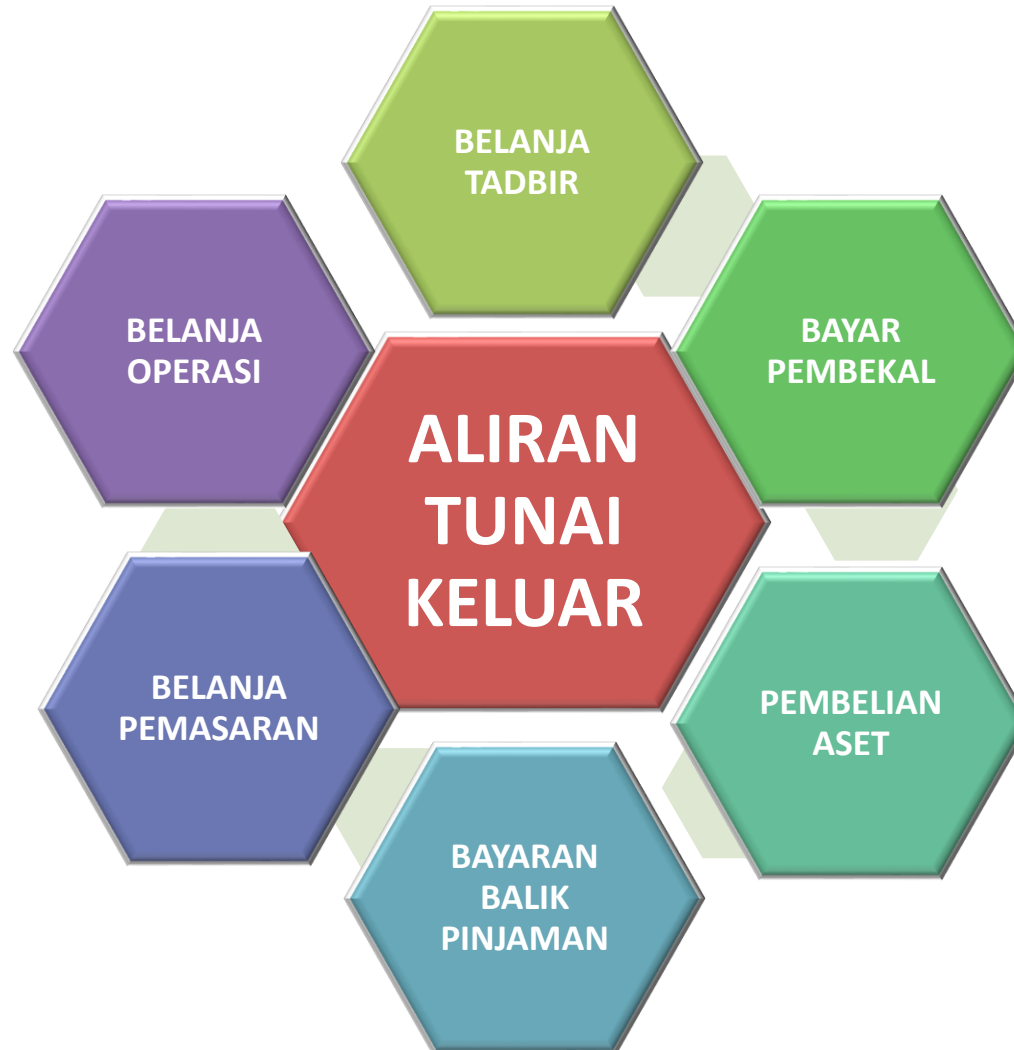 BELANJA
TADBIR
BAYAR
PEMBEKAL
PEMBELIAN
ASET
BAYARAN
BALIK
PINJAMAN
BELANJA
PEMASARAN
BELANJA
OPERASI
ALIRAN
TUNAI
KELUAR